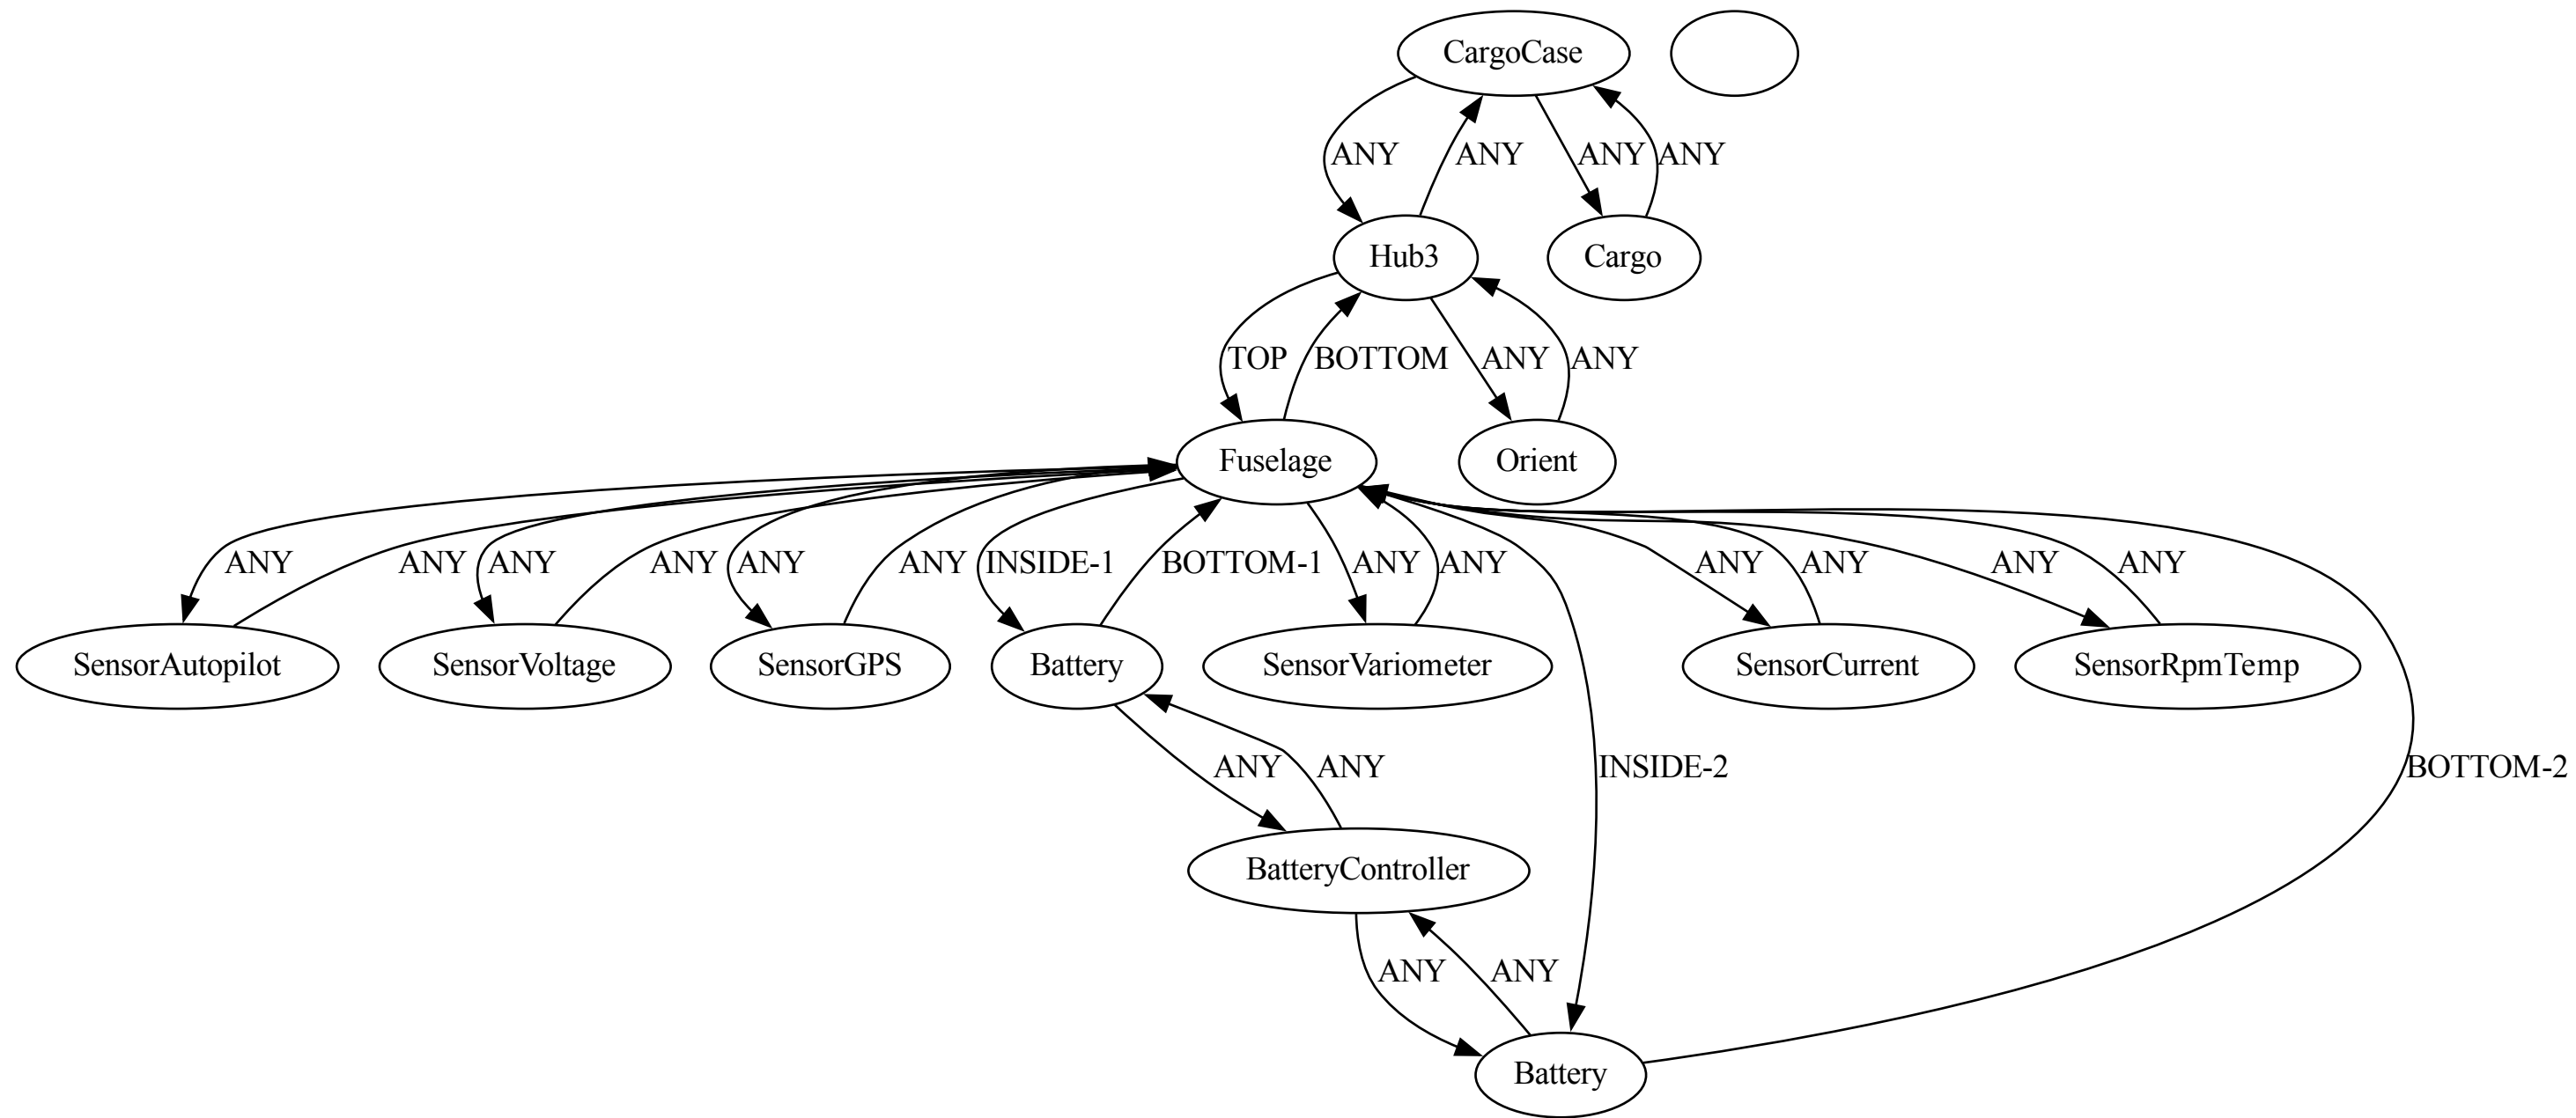 CargoCase
ANY
ANY
ANY
ANY
Hub3
Cargo
TOP
BOTTOM
ANY
ANY
Fuselage
Orient
ANY
ANY
ANY
ANY
ANY
ANY
INSIDE-1
BOTTOM-1
ANY
ANY
ANY
ANY
ANY
ANY
SensorAutopilot
SensorVoltage
SensorGPS
Battery
SensorVariometer
SensorCurrent
SensorRpmTemp
ANY
ANY
INSIDE-2
BOTTOM-2
BatteryController
ANY
ANY
Battery